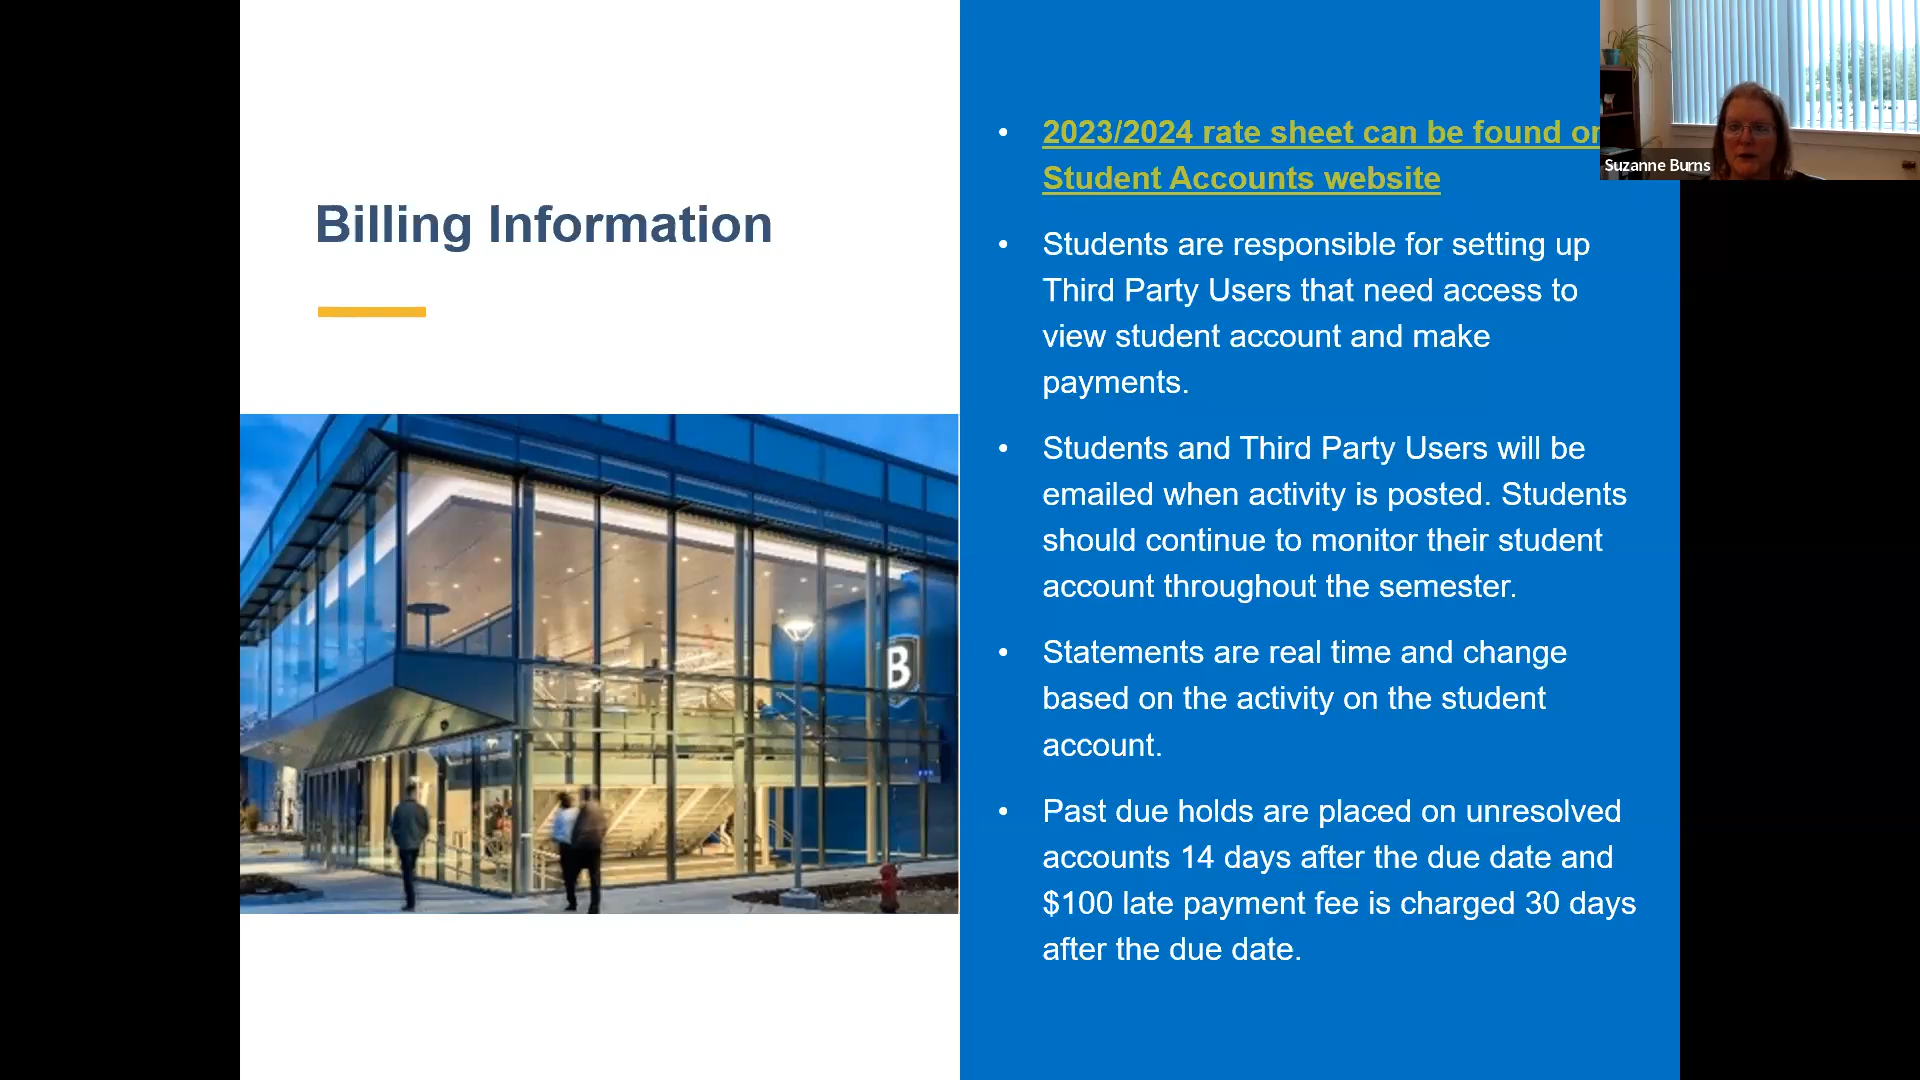 Billing Information
B
2023/2024 rate sheet can be found
Student Accounts website
Students are responsible for setting up
Third Party Users that need access to
view student account and make
payments.
Students and Third Party Users will be
emailed when activity is posted. Students
should continue to monitor their student
account throughout the semester.
Statements are real time and change
based on the activity on the student
account.
Past due holds are placed on unresolved
accounts 14 days after the due date and
$100 late payment fee is charged 30 days
after the due date.
Suzanne Burns